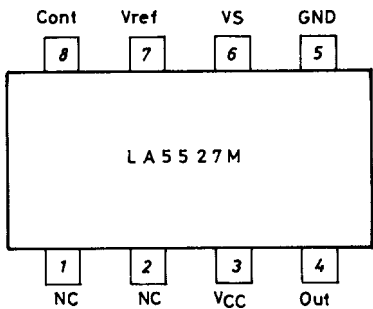 Cont Vref VS GND
8 7 6 5
LA5527M
1 2 3 4
NC NC VCC Out